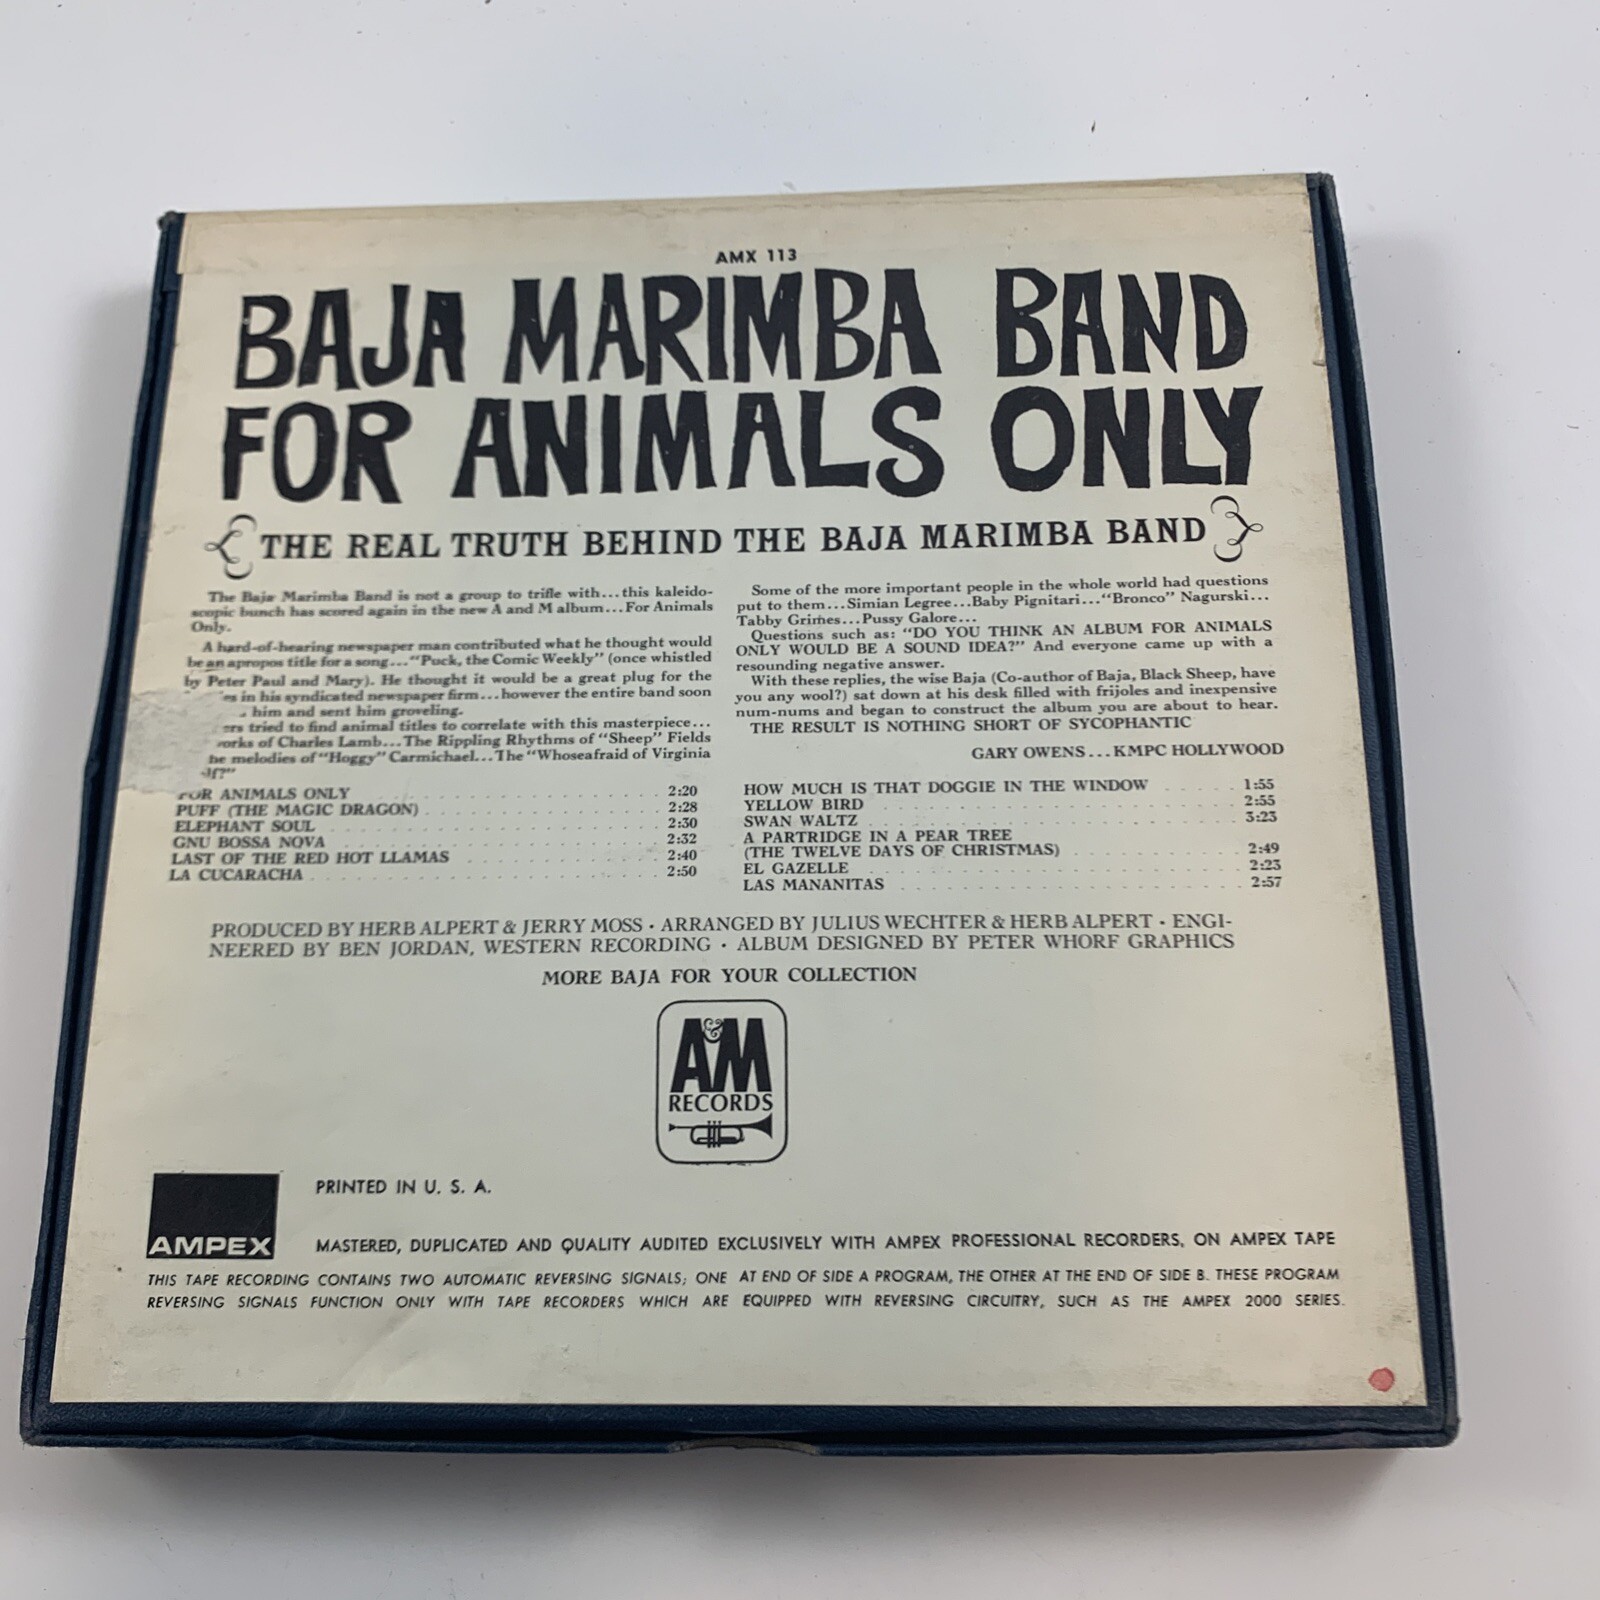 AMX 113
BAJA MARIMBA BAND
FOR ANIMALS ONLY
THE REAL TRUTH BEHIND THE BAJA MARIMBA BAND
The Baja Marimba Band is not a group to trifle with...this kaleido-
scopic bunch has scored again in the new A and M album...For Animals
Only.
A hard-of-hearing newspaper man contributed what he thought would
be an apropos title for a song..."Puck, the Comic Weekly" (once whistled
by Peter Paul and Mary). He thought it would be a great plug for the
in his syndicated newspaper firm...however the entire band soon
him and sent him groveling.
tried to find animal titles to correlate with this masterpiece...
of Charles Lamb...The Rippling Rhythms of "Sheep" Fields
melodies of "Hoggy" Carmichael...The "Whoseafraid of Virginia
Some of the more important people in the whole world had questions
put to them...Simian Legree...Baby Pignitari..."Bronco" Nagurski...
Tabby Grimes...Pussy Galore...
Questions such as: "DO YOU THINK AN ALBUM FOR ANIMALS
ONLY WOULD BE A SOUND IDEA?" And everyone came up with a
resounding negative answer.
With these replies, the wise Baja (Co-author of Baja, Black Sheep, have
you any wool?) sat down at his desk filled with frijoles and inexpensive
num-nums and began to construct the album you are about to hear.
THE RESULT IS NOTHING SHORT OF SYCOPHANTIC
GARY OWENS...KMPC HOLLYWOOD
FOR ANIMALS ONLY 2:20
PUFF (THE MAGIC DRAGON) 2:28
ELEPHANT SOUL 2:30
GNU BOSSA NOVA 2:32
LAST OF THE RED HOT LLAMAS 2:40
LA CUCARACHA 2:50
HOW MUCH IS THAT DOGGIE IN THE WINDOW 1:55
YELLOW BIRD 2:55
SWAN WALTZ 3:23
A PARTRIDGE IN A PEAR TREE
(THE TWELVE DAYS OF CHRISTMAS) 2:49
EL GAZELLE 2:23
LAS MANANITAS 2:57
PRODUCED BY HERB ALPERT & JERRY MOSS • ARRANGED BY JULIUS WECHTER & HERB ALPERT • ENGI-
NEERED BY BEN JORDAN, WESTERN RECORDING • ALBUM DESIGNED BY PETER WHORF GRAPHICS
MORE BAJA FOR YOUR COLLECTION
A&M
RECORDS
PRINTED IN U. S. A.
AMPEX
MASTERED, DUPLICATED AND QUALITY AUDITED EXCLUSIVELY WITH AMPEX PROFESSIONAL RECORDERS, ON AMPEX TAPE
THIS TAPE RECORDING CONTAINS TWO AUTOMATIC REVERSING SIGNALS; ONE AT END OF SIDE A PROGRAM, THE OTHER AT THE END OF SIDE B. THESE PROGRAM
REVERSING SIGNALS FUNCTION ONLY WITH TAPE RECORDERS WHICH ARE EQUIPPED WITH REVERSING CIRCUITRY, SUCH AS THE AMPEX 2000 SERIES.